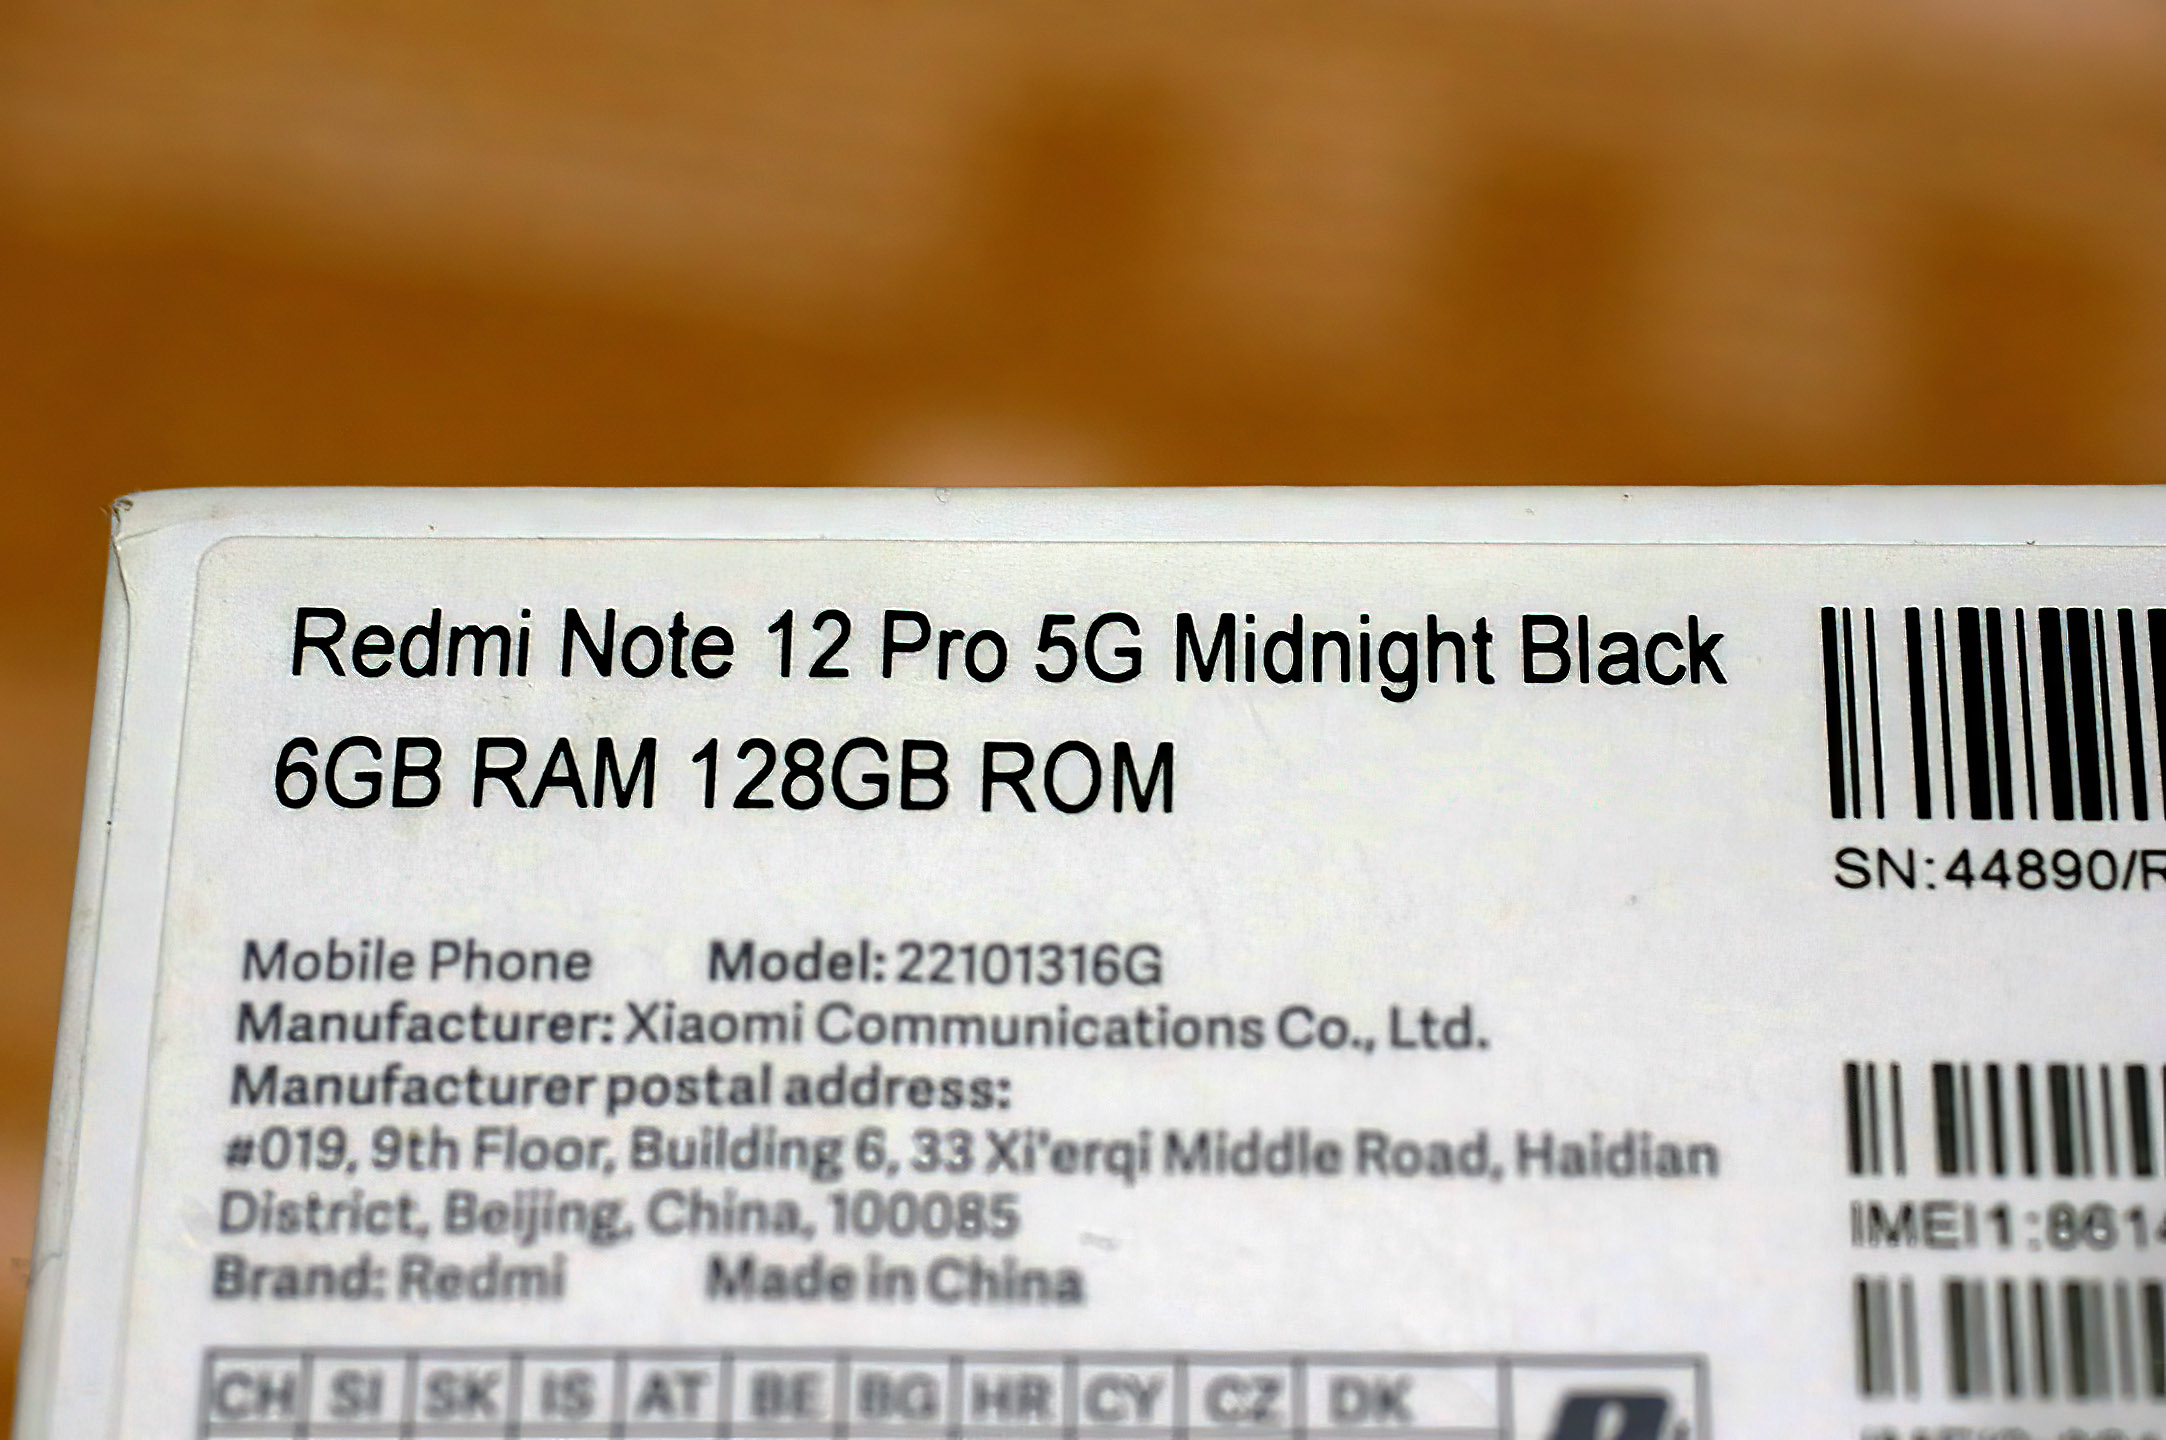 Redmi Note 12 Pro 5G Midnight Black
6GB RAM 128GB ROM
SN:44890/R
Mobile Phone Model: 22101316G
Manufacturer: Xiaomi Communications Co., Ltd.
Manufacturer postal address:
#019, 9th Floor, Building 6, 33 Xi'erqi Middle Road, Haidian
District, Beijing, China, 100085
Brand: Redmi Made in China
IMEI1:8614
CH SI SK IS AT BE BG HR CY CZ DK